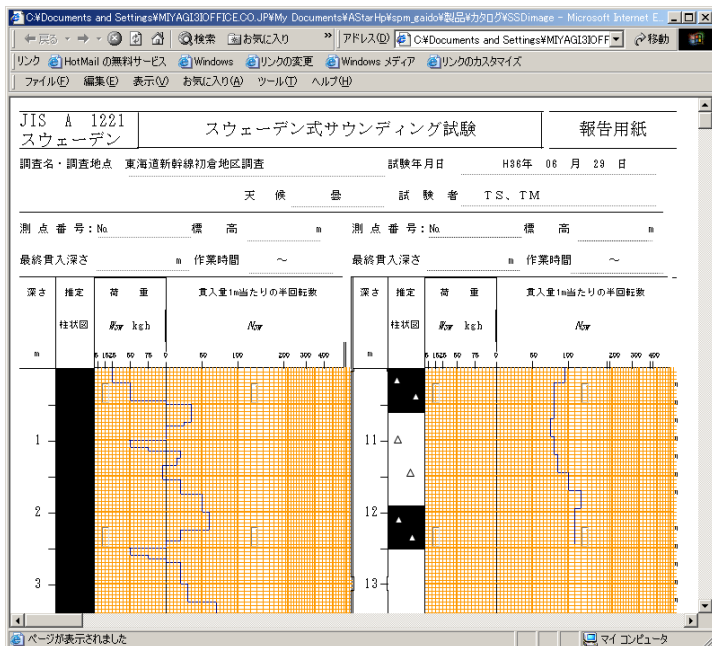 C:¥Documents and Settings¥MIYAGI3IOFFICE.CO.JP¥My Documents¥AStarHp¥spm_gaido¥製品¥カタログ¥SSDimage - Microsoft Internet E...
戻る 検索 お気に入り » アドレス(D) C:¥Documents and Settings¥MIYAGI3IOFF 移動
リンク HotMail の無料サービス Windows リンクの変更 Windows メディア リンクのカスタマイズ
ファイル(F) 編集(E) 表示(V) お気に入り(A) ツール(T) ヘルプ(H)
JIS A 1221
スウェーデン
スウェーデン式サウンディング試験
報告用紙
調査名・調査地点 東海道新幹線初倉地区調査 試験年月日 H36年 06 月 29 日
天 候 曇 試 験 者 TS、TM
測 点 番 号：No. 標 高 m 測 点 番 号：No. 標 高 m
最終貫入深さ m 作業時間 ～ 最終貫入深さ m 作業時間 ～
深さ 推定 荷 重 貫入量1m当たりの半回転数 深さ 推定 荷 重 貫入量1m当たりの半回転数
柱状図 Wsw kgh Nsw 柱状図 Wsw kgh Nsw
m 5 1525 50 75 0 50 100 200 300 400 m 5 1525 50 75 0 50 100 200 300 400
1 11
2 12
3 13
ページが表示されました マイ コンピュータ